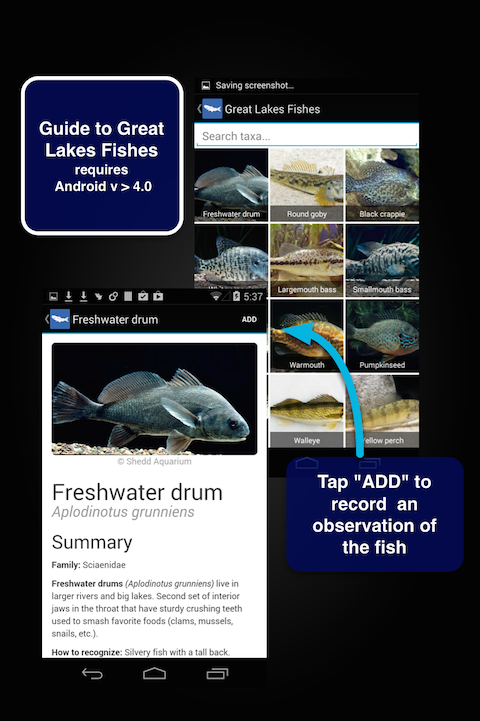 Guide to Great
Lakes Fishes
requires
Android v > 4.0
Saving screenshot...
Great Lakes Fishes
Search taxa...
Freshwater drum
Round goby
Black crappie
Largemouth bass
Smallmouth bass
Warmouth
Pumpkinseed
Walleye
Yellow perch
5:37
Freshwater drum
ADD
© Shedd Aquarium
Freshwater drum
Aplodinotus grunniens
Summary
Family: Sciaenidae
Freshwater drums (Aplodinotus grunniens) live in
larger rivers and big lakes. Second set of interior
jaws in the throat that have sturdy crushing teeth
used to smash favorite foods (clams, mussels,
snails, etc.).
How to recognize: Silvery fish with a tall back.
Tap "ADD" to
record an
observation of
the fish